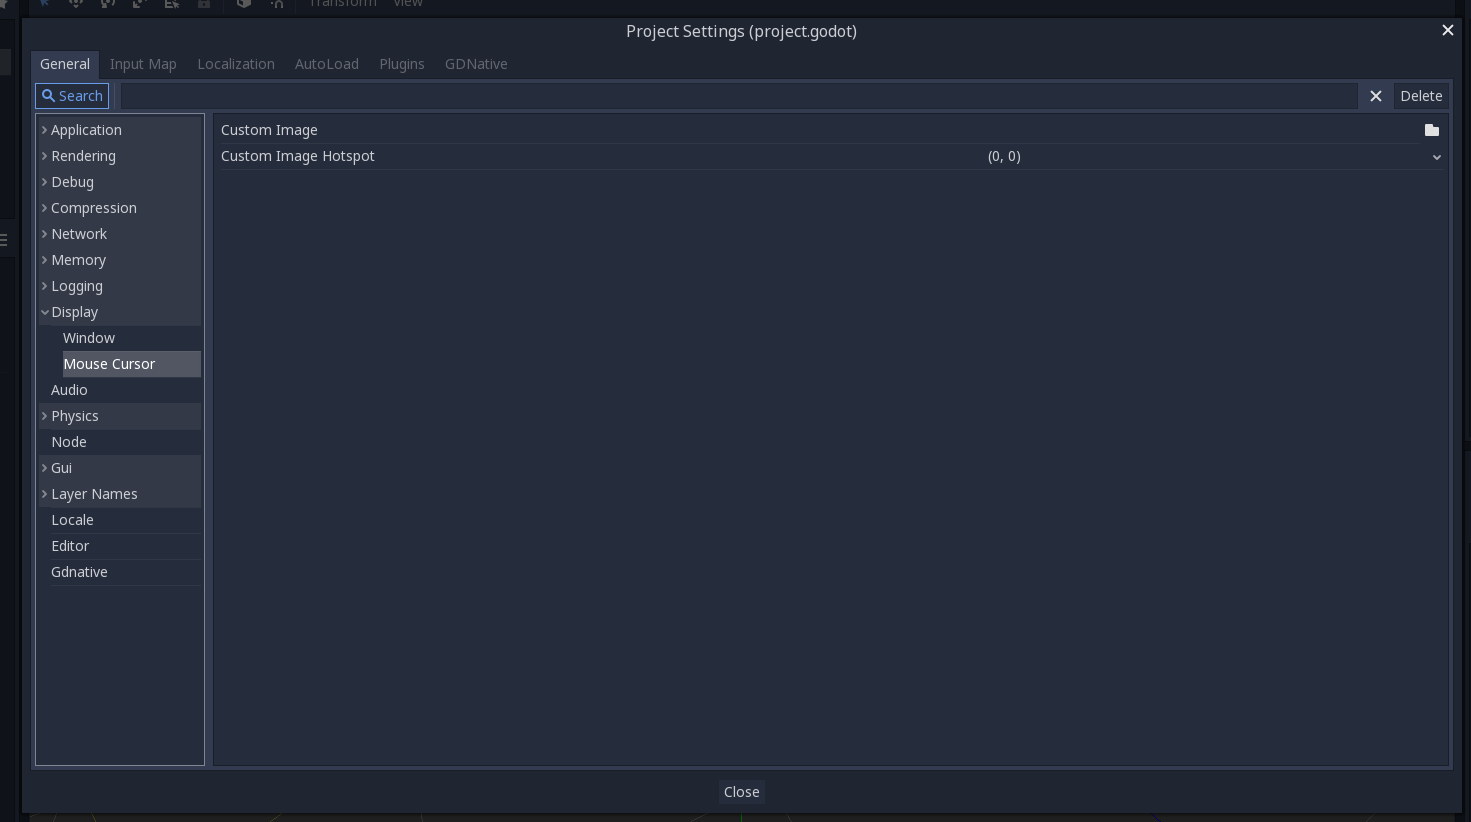 Transform View
Project Settings (project.godot)
General Input Map Localization AutoLoad Plugins GDNative
Search Delete
Application
Rendering
Debug
Compression
Network
Memory
Logging
Display
Window
Mouse Cursor
Audio
Physics
Node
Gui
Layer Names
Locale
Editor
Gdnative
Custom Image
Custom Image Hotspot (0, 0)
Close